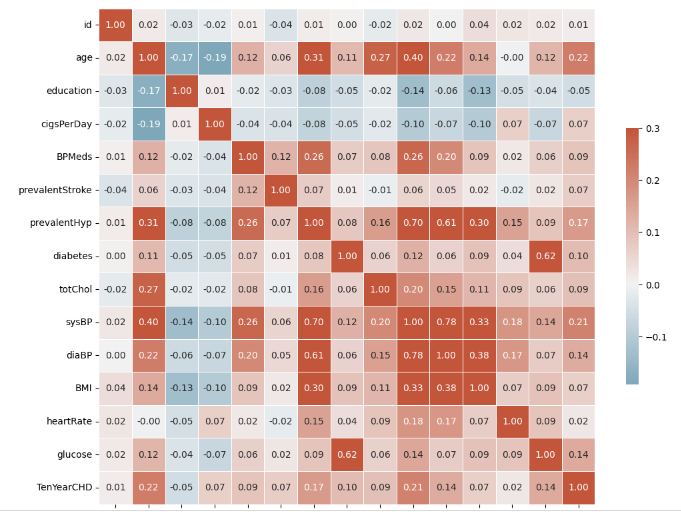 id 1.00 0.02 -0.03 -0.02 0.01 -0.04 0.01 0.00 -0.02 0.02 0.00 0.04 0.02 0.02 0.01
age 0.02 1.00 -0.17 -0.19 0.12 0.06 0.31 0.11 0.27 0.40 0.22 0.14 -0.00 0.12 0.22
education -0.03 -0.17 1.00 0.01 -0.02 -0.03 -0.08 -0.05 -0.02 -0.14 -0.06 -0.13 -0.05 -0.04 -0.05
cigsPerDay -0.02 -0.19 0.01 1.00 -0.04 -0.04 -0.08 -0.05 -0.02 -0.10 -0.07 -0.10 0.07 -0.07 0.07
BPMeds 0.01 0.12 -0.02 -0.04 1.00 0.12 0.26 0.07 0.08 0.26 0.20 0.09 0.02 0.06 0.09
prevalentStroke -0.04 0.06 -0.03 -0.04 0.12 1.00 0.07 0.01 -0.01 0.06 0.05 0.02 -0.02 0.02 0.07
prevalentHyp 0.01 0.31 -0.08 -0.08 0.26 0.07 1.00 0.08 0.16 0.70 0.61 0.30 0.15 0.09 0.17
diabetes 0.00 0.11 -0.05 -0.05 0.07 0.01 0.08 1.00 0.06 0.12 0.06 0.09 0.04 0.62 0.10
totChol -0.02 0.27 -0.02 -0.02 0.08 -0.01 0.16 0.06 1.00 0.20 0.15 0.11 0.09 0.06 0.09
sysBP 0.02 0.40 -0.14 -0.10 0.26 0.06 0.70 0.12 0.20 1.00 0.78 0.33 0.18 0.14 0.21
diaBP 0.00 0.22 -0.06 -0.07 0.20 0.05 0.61 0.06 0.15 0.78 1.00 0.38 0.17 0.07 0.14
BMI 0.04 0.14 -0.13 -0.10 0.09 0.02 0.30 0.09 0.11 0.33 0.38 1.00 0.07 0.09 0.07
heartRate 0.02 -0.00 -0.05 0.07 0.02 -0.02 0.15 0.04 0.09 0.18 0.17 0.07 1.00 0.09 0.02
glucose 0.02 0.12 -0.04 -0.07 0.06 0.02 0.09 0.62 0.06 0.14 0.07 0.09 0.09 1.00 0.14
TenYearCHD 0.01 0.22 -0.05 0.07 0.09 0.07 0.17 0.10 0.09 0.21 0.14 0.07 0.02 0.14 1.00
0.3
0.2
0.1
0.0
−0.1